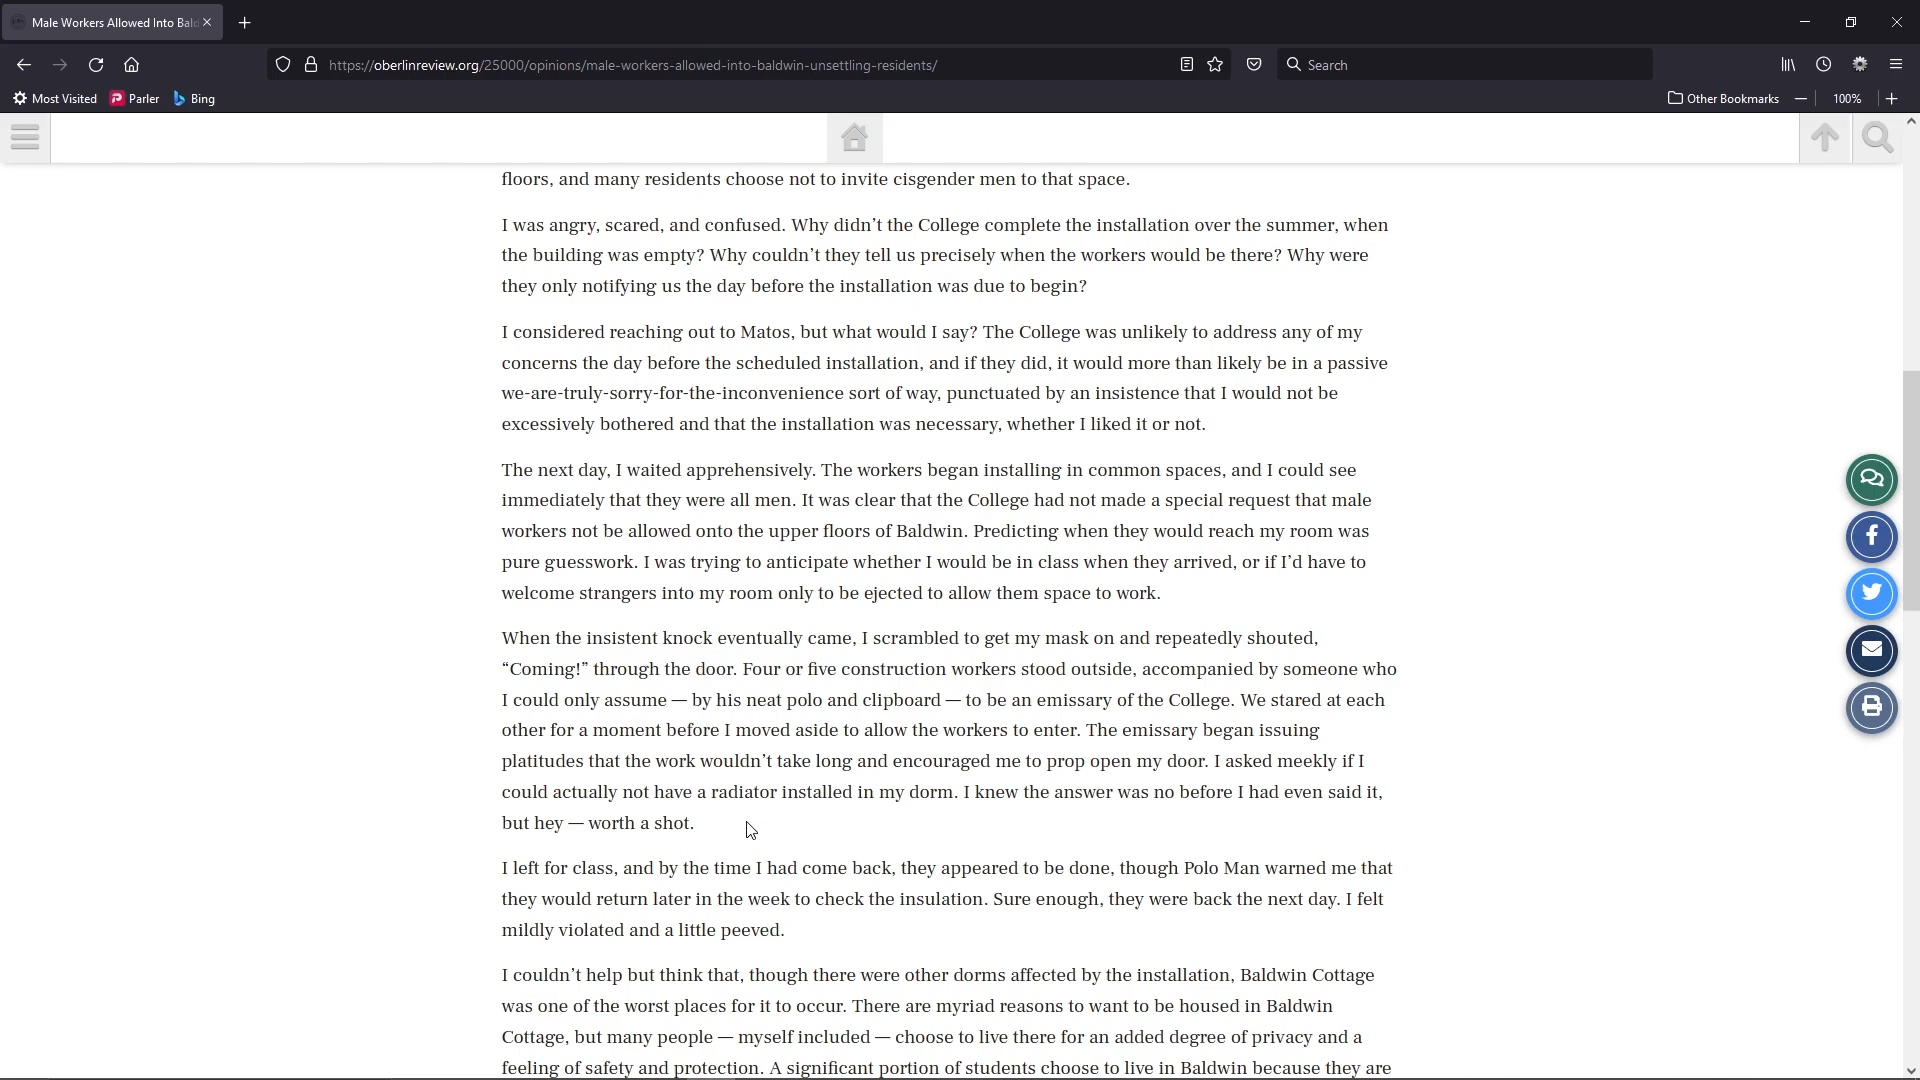 Male Workers Allowed Into Bald
https://oberlinreview.org/25000/opinions/male-workers-allowed-into-baldwin-unsettling-residents/
Search
Most Visited
Parler
Bing
Other Bookmarks
100%
floors, and many residents choose not to invite cisgender men to that space.
I was angry, scared, and confused. Why didn’t the College complete the installation over the summer, when
the building was empty? Why couldn’t they tell us precisely when the workers would be there? Why were
they only notifying us the day before the installation was due to begin?
I considered reaching out to Matos, but what would I say? The College was unlikely to address any of my
concerns the day before the scheduled installation, and if they did, it would more than likely be in a passive
we-are-truly-sorry-for-the-inconvenience sort of way, punctuated by an insistence that I would not be
excessively bothered and that the installation was necessary, whether I liked it or not.
The next day, I waited apprehensively. The workers began installing in common spaces, and I could see
immediately that they were all men. It was clear that the College had not made a special request that male
workers not be allowed onto the upper floors of Baldwin. Predicting when they would reach my room was
pure guesswork. I was trying to anticipate whether I would be in class when they arrived, or if I’d have to
welcome strangers into my room only to be ejected to allow them space to work.
When the insistent knock eventually came, I scrambled to get my mask on and repeatedly shouted,
“Coming!” through the door. Four or five construction workers stood outside, accompanied by someone who
I could only assume — by his neat polo and clipboard — to be an emissary of the College. We stared at each
other for a moment before I moved aside to allow the workers to enter. The emissary began issuing
platitudes that the work wouldn’t take long and encouraged me to prop open my door. I asked meekly if I
could actually not have a radiator installed in my dorm. I knew the answer was no before I had even said it,
but hey — worth a shot.
I left for class, and by the time I had come back, they appeared to be done, though Polo Man warned me that
they would return later in the week to check the insulation. Sure enough, they were back the next day. I felt
mildly violated and a little peeved.
I couldn’t help but think that, though there were other dorms affected by the installation, Baldwin Cottage
was one of the worst places for it to occur. There are myriad reasons to want to be housed in Baldwin
Cottage, but many people — myself included — choose to live there for an added degree of privacy and a
feeling of safety and protection. A significant portion of students choose to live in Baldwin because they are